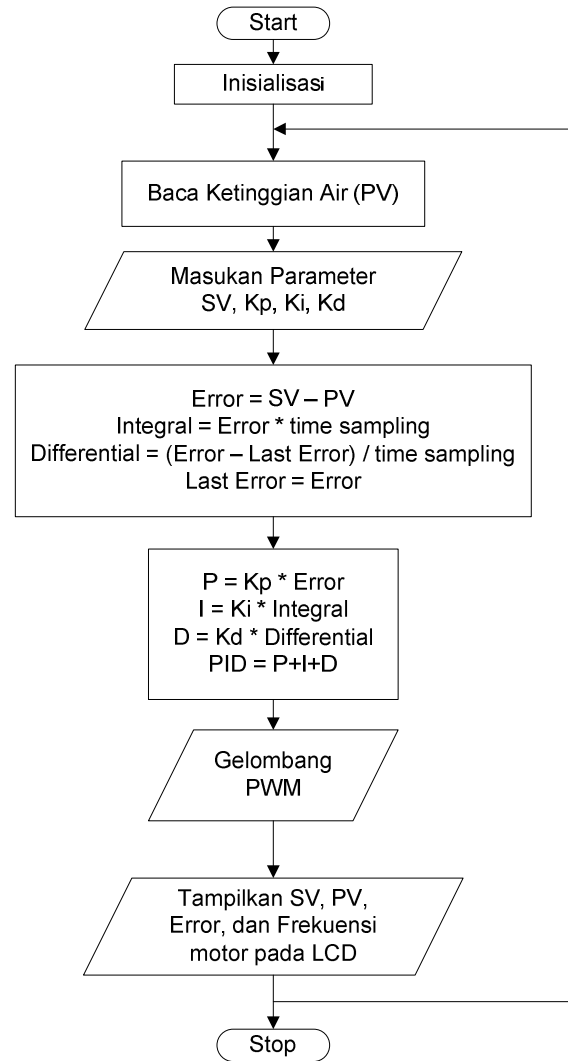 Start
Inisialisasi
Baca Ketinggian Air (PV)
Masukan Parameter
SV, Kp, Ki, Kd
Error = SV – PV
Integral = Error * time sampling
Differential = (Error – Last Error) / time sampling
Last Error = Error
P = Kp * Error
I = Ki * Integral
D = Kd * Differential
PID = P+I+D
Gelombang
PWM
Tampilkan SV, PV,
Error, dan Frekuensi
motor pada LCD
Stop